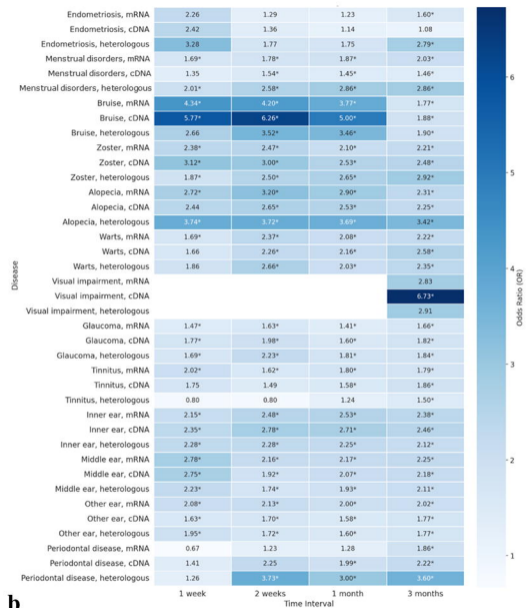 Endometriosis, mRNA 2.26 1.29 1.23 1.60*
Endometriosis, cDNA 2.42 1.36 1.14 1.08
Endometriosis, heterologous 3.28 1.77 1.75 2.79*
Menstrual disorders, mRNA 1.69* 1.78* 1.87* 2.03*
Menstrual disorders, cDNA 1.35 1.54* 1.45* 1.46*
Menstrual disorders, heterologous 2.01* 2.58* 2.86* 2.86*
Bruise, mRNA 4.34* 4.20* 3.77* 1.77*
Bruise, cDNA 5.77* 6.26* 5.00* 1.88*
Bruise, heterologous 2.66 3.52* 3.46* 1.90*
Zoster, mRNA 2.38* 2.47* 2.10* 2.21*
Zoster, cDNA 3.12* 3.00* 2.53* 2.48*
Zoster, heterologous 1.87* 2.50* 2.65* 2.92*
Alopecia, mRNA 2.72* 3.20* 2.90* 2.31*
Alopecia, cDNA 2.44 2.65* 2.53* 2.25*
Alopecia, heterologous 3.74* 3.72* 3.69* 3.42*
Warts, mRNA 1.69* 2.37* 2.08* 2.22*
Warts, cDNA 1.66 2.26* 2.16* 2.58*
Warts, heterologous 1.86 2.66* 2.03* 2.35*
Visual impairment, mRNA 2.83
Visual impairment, cDNA 6.73*
Visual impairment, heterologous 2.91
Glaucoma, mRNA 1.47* 1.63* 1.41* 1.66*
Glaucoma, cDNA 1.77* 1.98* 1.60* 1.82*
Glaucoma, heterologous 1.69* 2.23* 1.81* 1.84*
Tinnitus, mRNA 2.02* 1.62* 1.80* 1.79*
Tinnitus, cDNA 1.75 1.49 1.58* 1.86*
Tinnitus, heterologous 0.80 0.80 1.24 1.50*
Inner ear, mRNA 2.15* 2.48* 2.53* 2.38*
Inner ear, cDNA 2.35* 2.78* 2.71* 2.46*
Inner ear, heterologous 2.28* 2.28* 2.25* 2.12*
Middle ear, mRNA 2.78* 2.16* 2.17* 2.25*
Middle ear, cDNA 2.75* 1.92* 2.07* 2.18*
Middle ear, heterologous 2.23* 1.74* 1.93* 2.11*
Other ear, mRNA 2.08* 2.13* 2.00* 2.02*
Other ear, cDNA 1.63* 1.70* 1.58* 1.77*
Other ear, heterologous 1.95* 1.72* 1.60* 1.77*
Periodontal disease, mRNA 0.67 1.23 1.28 1.86*
Periodontal disease, cDNA 1.41 2.25 1.99* 2.22*
Periodontal disease, heterologous 1.26 3.73* 3.00* 3.60*
1 week 2 weeks 1 month 3 months
Time Interval
Disease
6
5
4
3
2
1
Odds Ratio (OR)
b